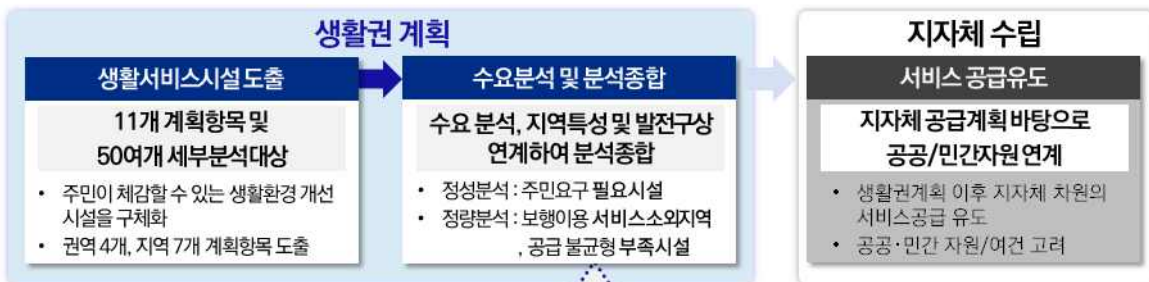 생활권 계획
생활서비스시설 도출
11개 계획항목 및
50여개 세부분석대상
• 주민이 체감할 수 있는 생활환경 개선
시설을 구체화
• 권역 4개, 지역 7개 계획항목 도출
수요분석 및 분석종합
수요 분석, 지역특성 및 발전구상
연계하여 분석종합
• 정성분석 : 주민요구 필요시설
• 정량분석 : 보행이용 서비스소외지역
, 공급 불균형 부족시설
지자체 수립
서비스 공급유도
지자체 공급계획 바탕으로
공공/민간자원 연계
• 생활권계획 이후 지자체 차원의
서비스공급 유도
• 공공·민간 자원/여건 고려